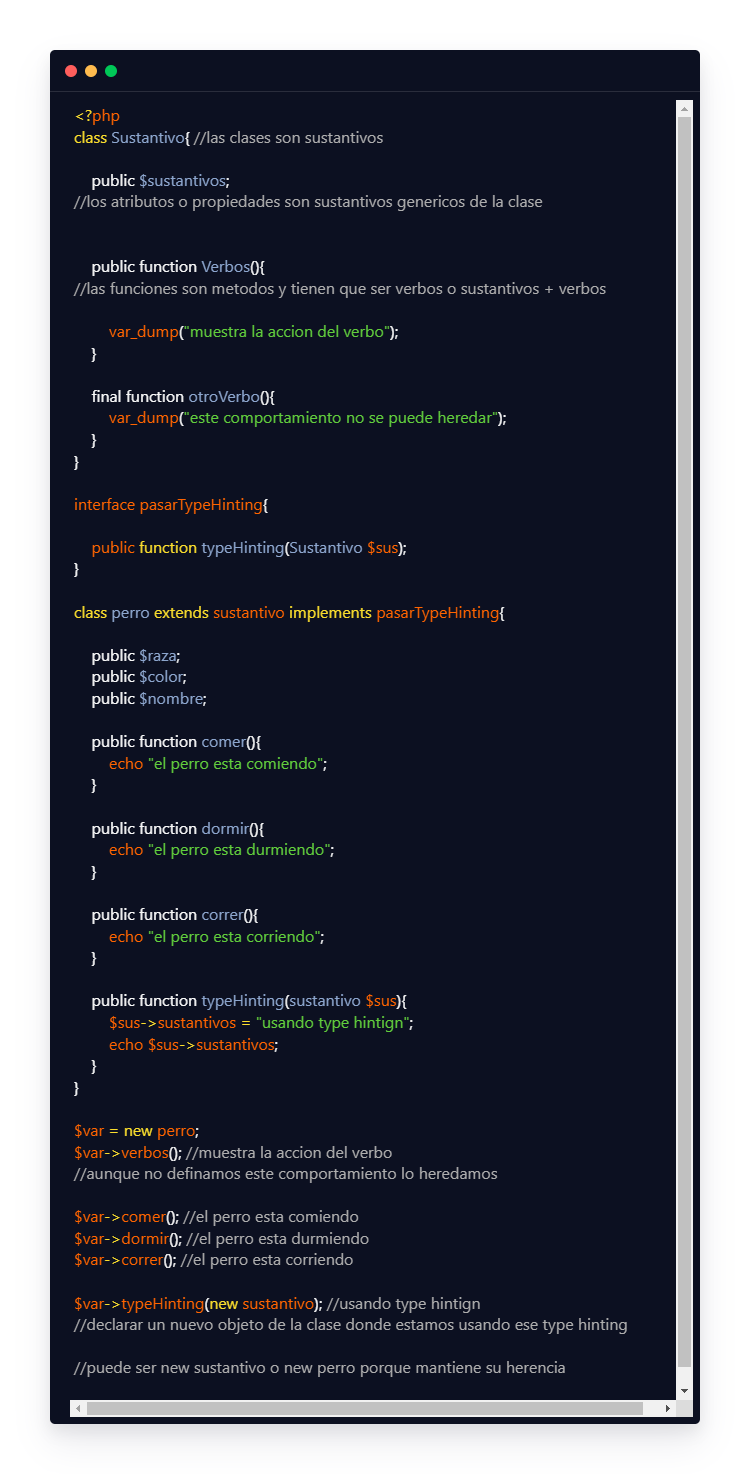 <?php
class Sustantivo{ //las clases son sustantivos
public $sustantivos;
//los atributos o propiedades son sustantivos genericos de la clase
public function Verbos(){
//las funciones son metodos y tienen que ser verbos o sustantivos + verbos
var_dump("muestra la accion del verbo");
}
final function otroVerbo(){
var_dump("este comportamiento no se puede heredar");
}
}
interface pasarTypeHinting{
public function typeHinting(Sustantivo $sus);
}
class perro extends sustantivo implements pasarTypeHinting{
public $raza;
public $color;
public $nombre;
public function comer(){
echo "el perro esta comiendo";
}
public function dormir(){
echo "el perro esta durmiendo";
}
public function correr(){
echo "el perro esta corriendo";
}
public function typeHinting(sustantivo $sus){
$sus->sustantivos = "usando type hintign";
echo $sus->sustantivos;
}
}
$var = new perro;
$var->verbos(); //muestra la accion del verbo
//aunque no definamos este comportamiento lo heredamos
$var->comer(); //el perro esta comiendo
$var->dormir(); //el perro esta durmiendo
$var->correr(); //el perro esta corriendo
$var->typeHinting(new sustantivo); //usando type hintign
//declarar un nuevo objeto de la clase donde estamos usando ese type hinting
//puede ser new sustantivo o new perro porque mantiene su herencia